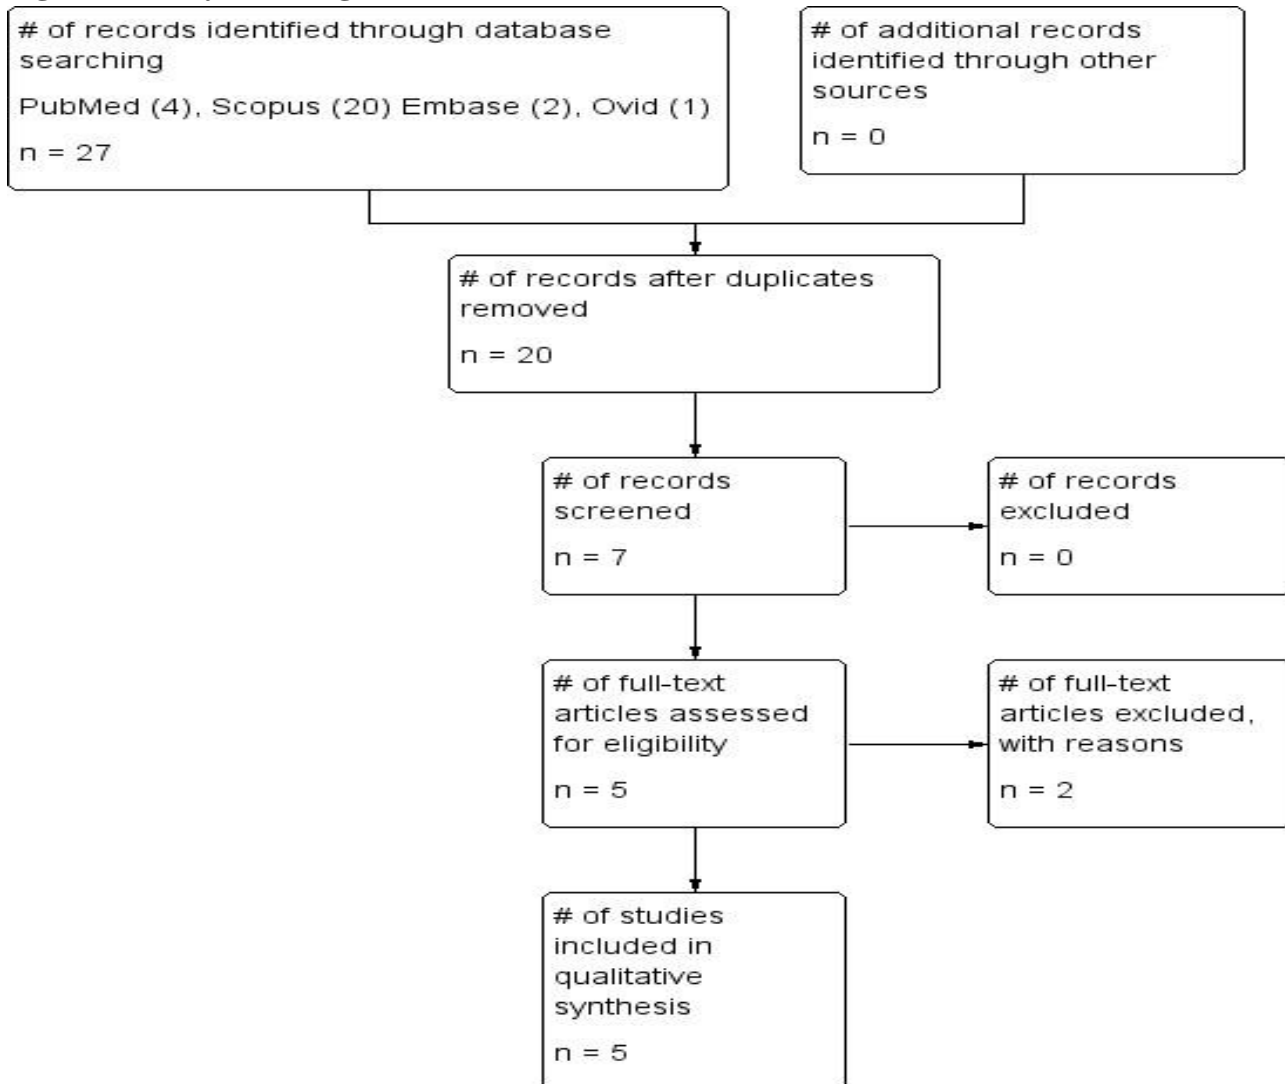 # of records identified through database
searching
PubMed (4), Scopus (20) Embase (2), Ovid (1)
n = 27
# of additional records
identified through other
sources
n = 0
# of records after duplicates
removed
n = 20
# of records
screened
n = 7
# of records
excluded
n = 0
# of full-text
articles assessed
for eligibility
n = 5
# of full-text
articles excluded,
with reasons
n = 2
# of studies
included in
qualitative
synthesis
n = 5